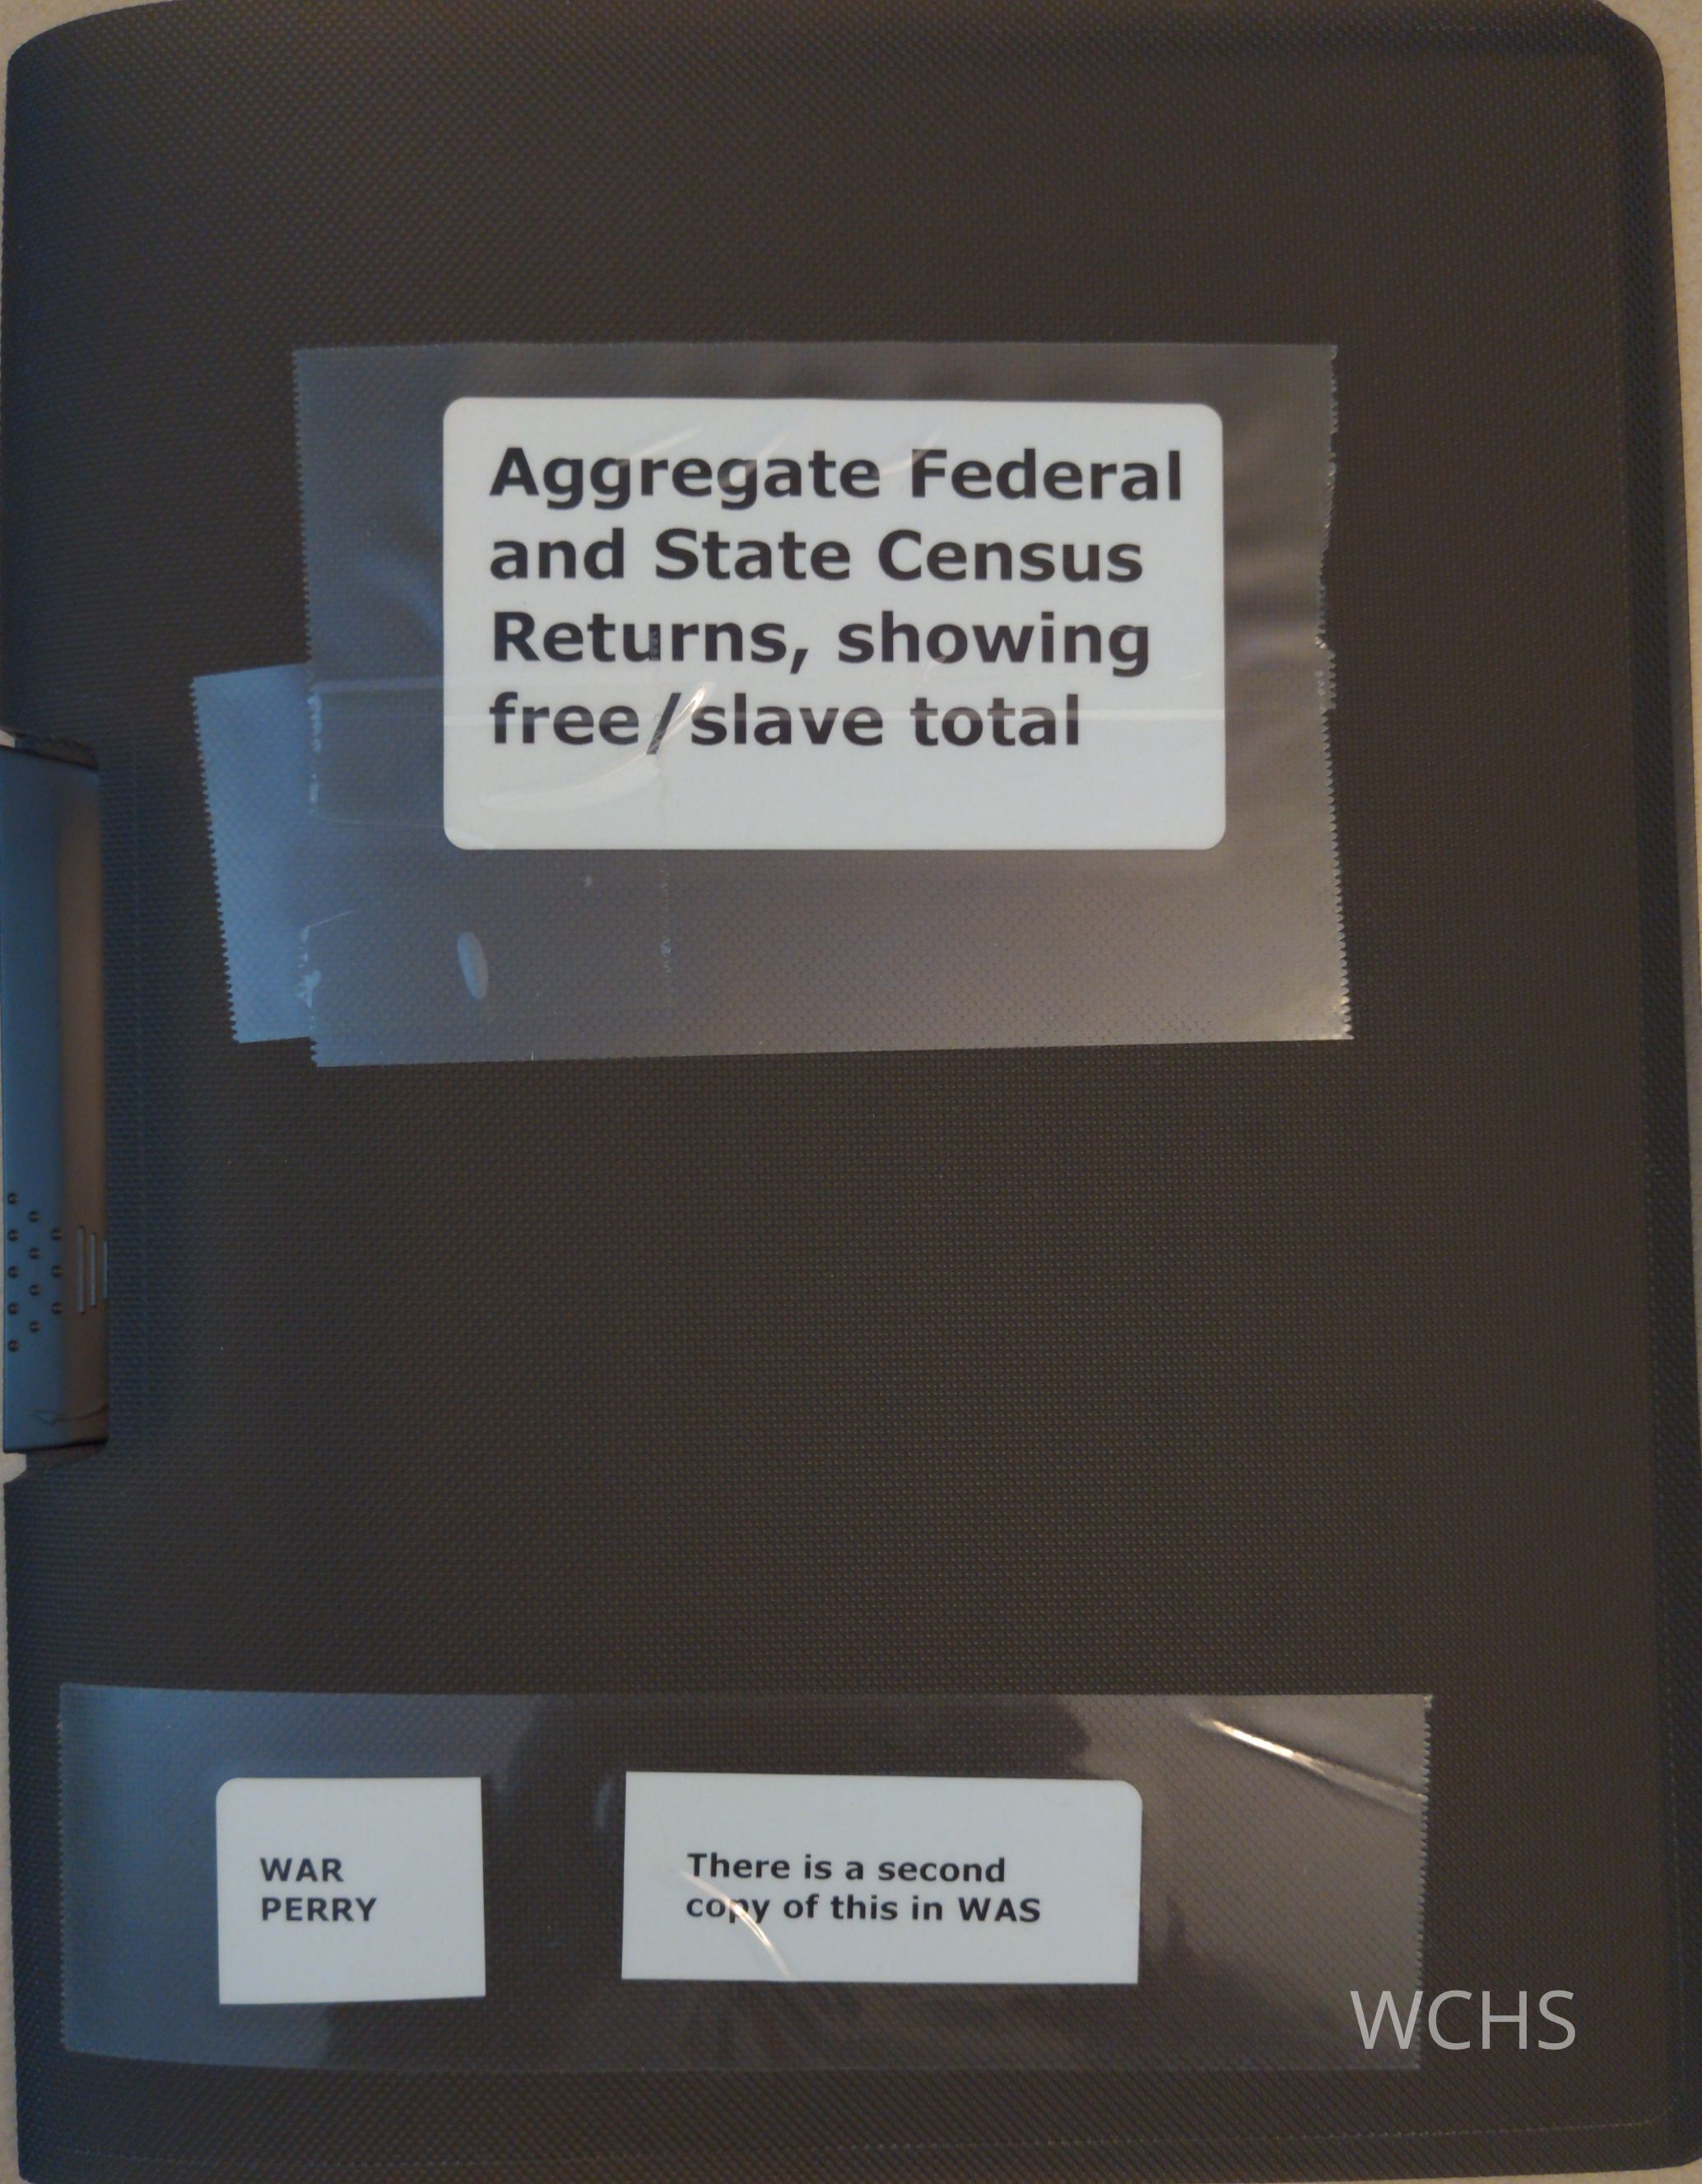 Aggregate Federal
and State Census
Returns, showing
free/slave total
WAR
PERRY
There is a second
copy of this in WAS
WCHS